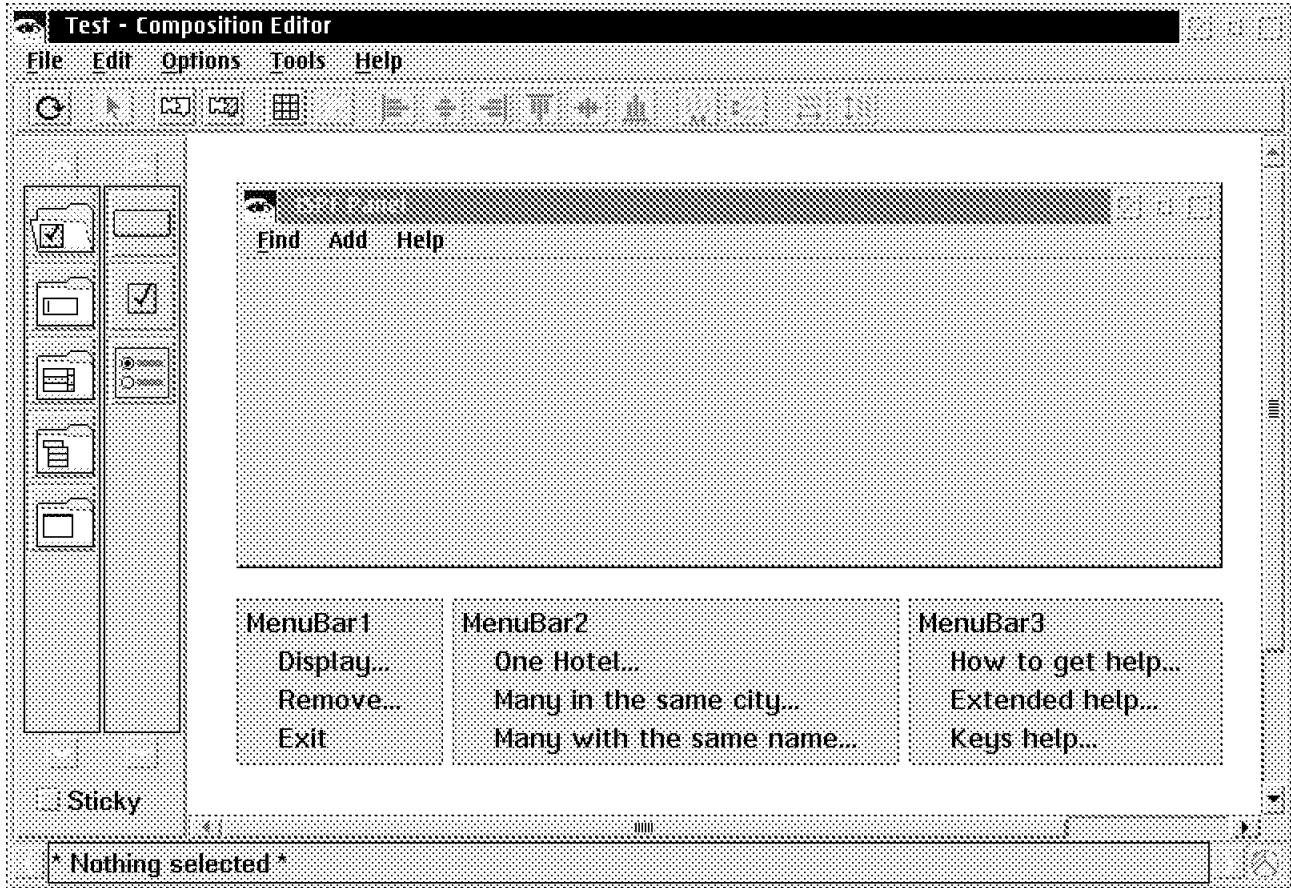 Test - Composition Editor
File Edit Options Tools Help
User Panel
Find Add Help
MenuBar1
Display...
Remove...
Exit
MenuBar2
One Hotel...
Many in the same city...
Many with the same name...
MenuBar3
How to get help...
Extended help...
Keys help...
Sticky
* Nothing selected *